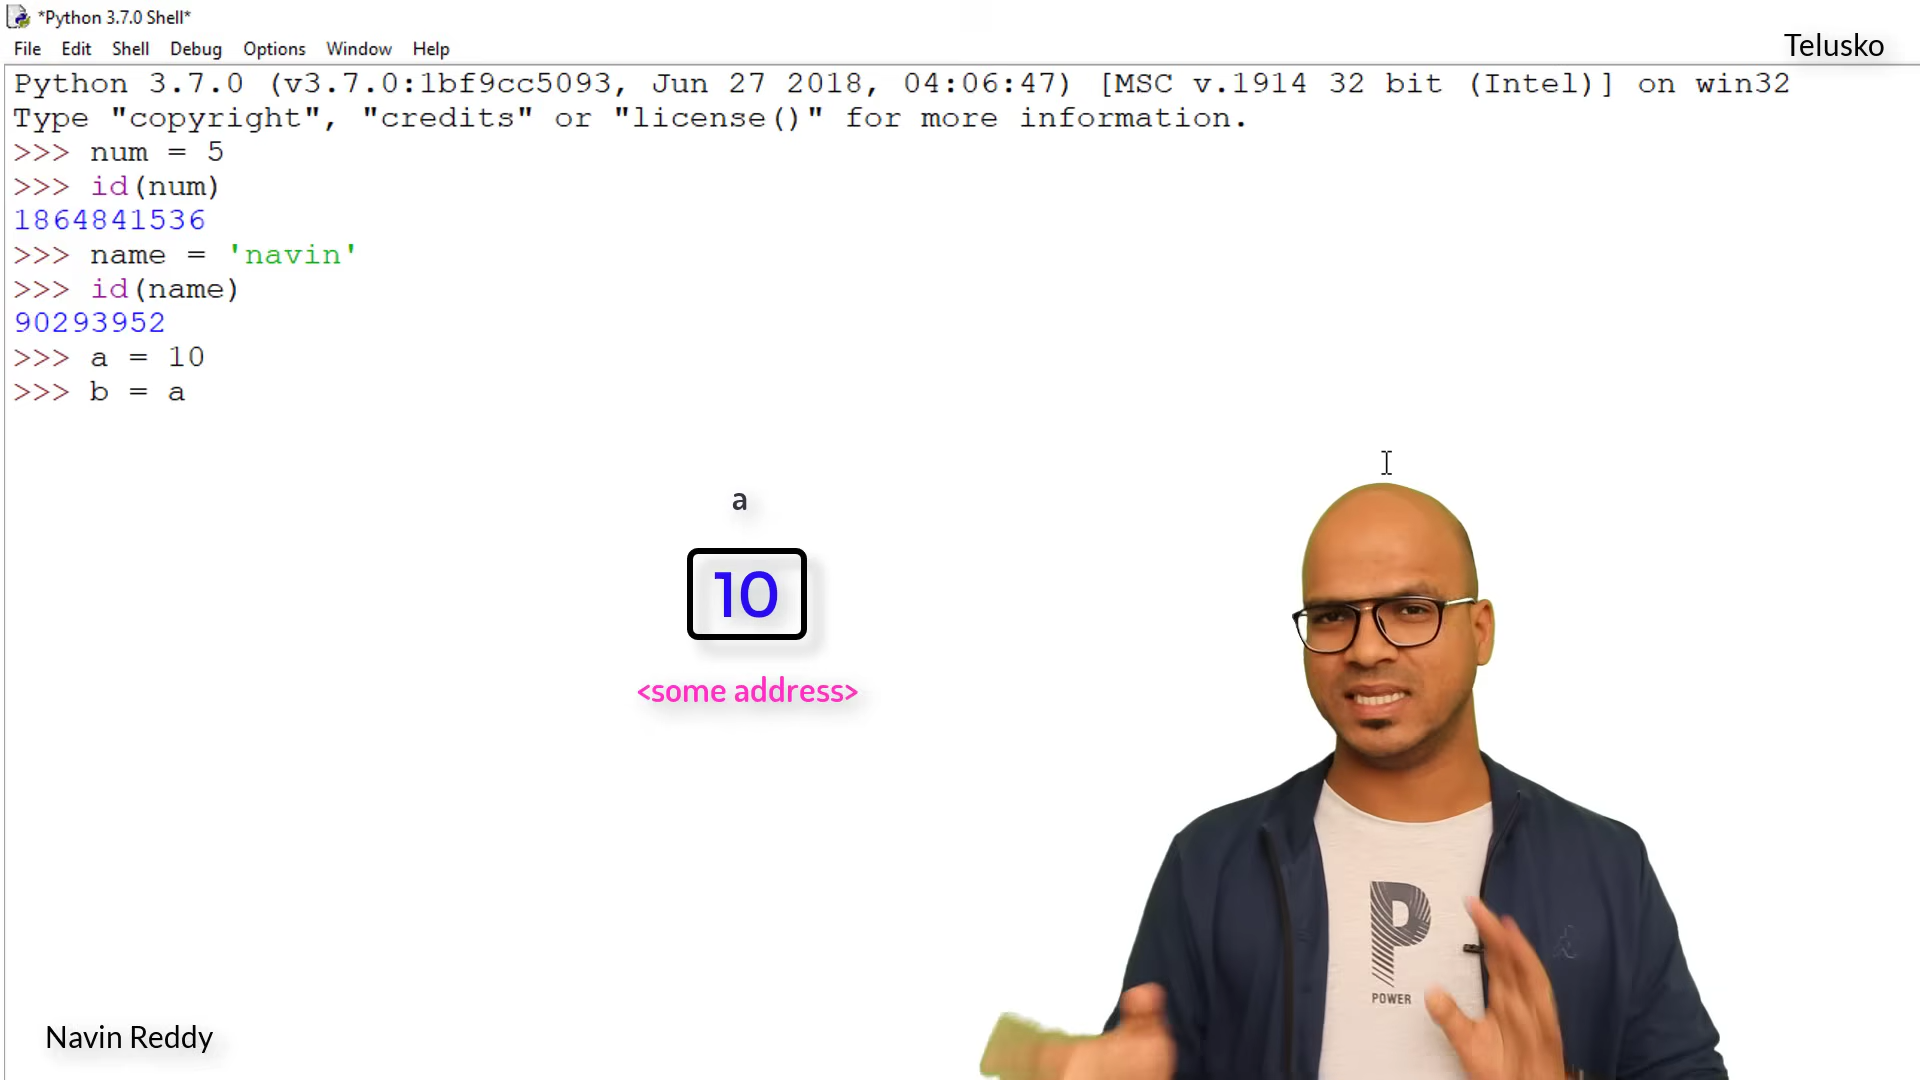 *Python 3.7.0 Shell*
File Edit Shell Debug Options Window Help
Telusko
Python 3.7.0 (v3.7.0:1bf9cc5093, Jun 27 2018, 04:06:47) [MSC v.1914 32 bit (Intel)] on win32
Type "copyright", "credits" or "license()" for more information.
>>> num = 5
>>> id(num)
1864841536
>>> name = 'navin'
>>> id(name)
90293952
>>> a = 10
>>> b = a
a
10
<some address>
P
POWER
Navin Reddy